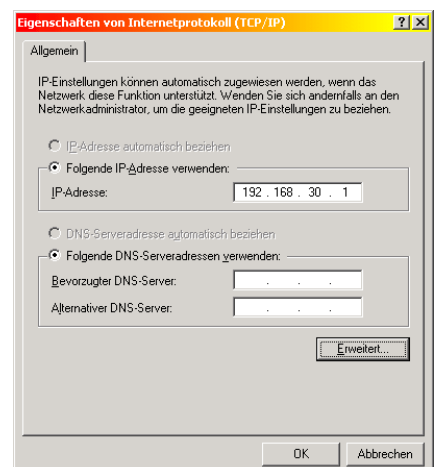 Eigenschaften von Internetprotokoll (TCP/IP)
Allgemein
IP-Einstellungen können automatisch zugewiesen werden, wenn das
Netzwerk diese Funktion unterstützt. Wenden Sie sich andernfalls an den
Netzwerkadministrator, um die geeigneten IP-Einstellungen zu beziehen.
IP-Adresse automatisch beziehen
Folgende IP-Adresse verwenden:
IP-Adresse: 192 . 168 . 30 . 1
DNS-Serveradresse automatisch beziehen
Folgende DNS-Serveradressen verwenden:
Bevorzugter DNS-Server: . . .
Alternativer DNS-Server: . . .
Erweitert...
OK Abbrechen